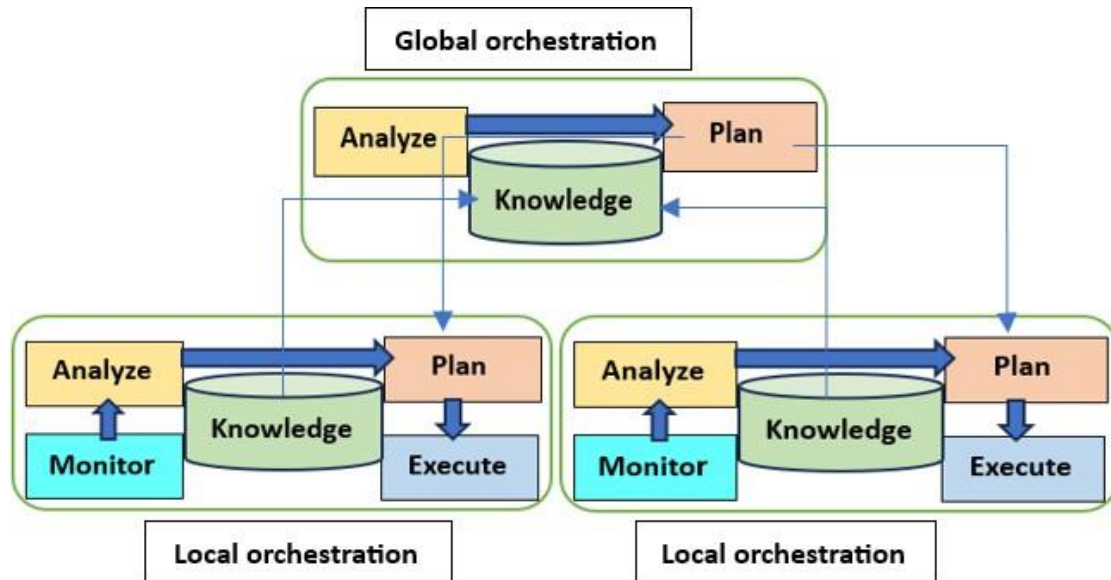 Global orchestration
Analyze
Plan
Knowledge
Analyze
Plan
Knowledge
Monitor
Execute
Local orchestration
Analyze
Plan
Knowledge
Monitor
Execute
Local orchestration